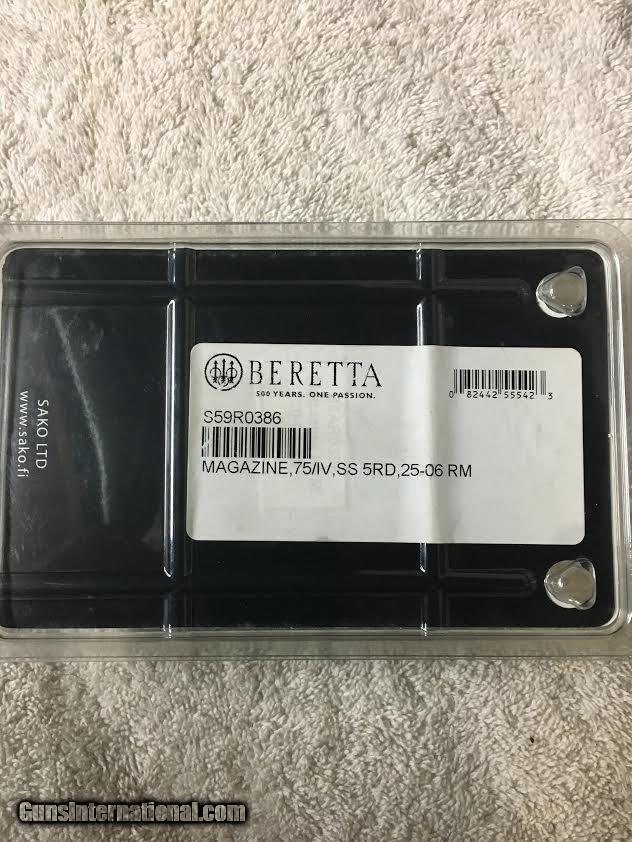 SAKO LTD
www.sako.fi
BERETTA
500 YEARS. ONE PASSION.
0 82442 55542 3
S59R0386
MAGAZINE,75/IV,SS 5RD,25-06 RM
GunsInternational.com